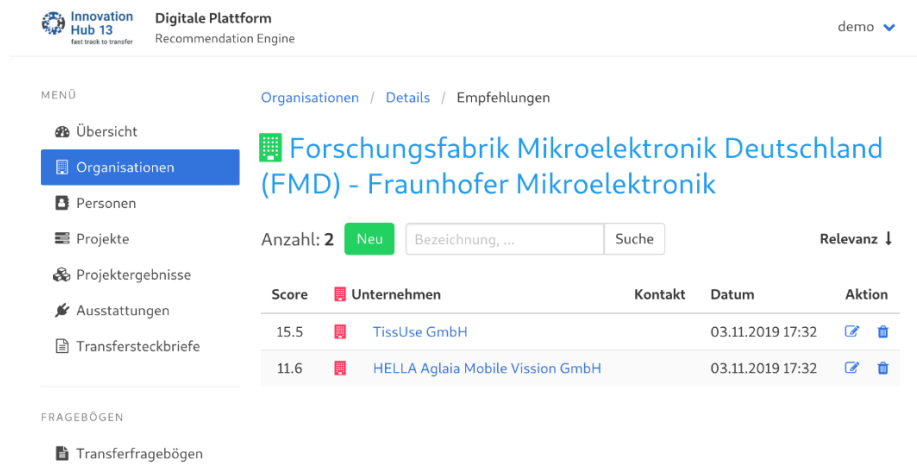 Innovation
Hub 13
fast track to transfer
Digitale Plattform
Recommendation Engine
demo
MENÜ
Übersicht
Organisationen
Personen
Projekte
Projektergebnisse
Ausstattungen
Transfersteckbriefe
FRAGEBÖGEN
Transferfragebögen
Organisationen / Details / Empfehlungen
Forschungsfabrik Mikroelektronik Deutschland
(FMD) - Fraunhofer Mikroelektronik
Anzahl: 2 Neu Bezeichnung, ... Suche Relevanz ↓
Score Unternehmen Kontakt Datum Aktion
15.5 TissUse GmbH 03.11.2019 17:32
11.6 HELLA Aglaia Mobile Vission GmbH 03.11.2019 17:32